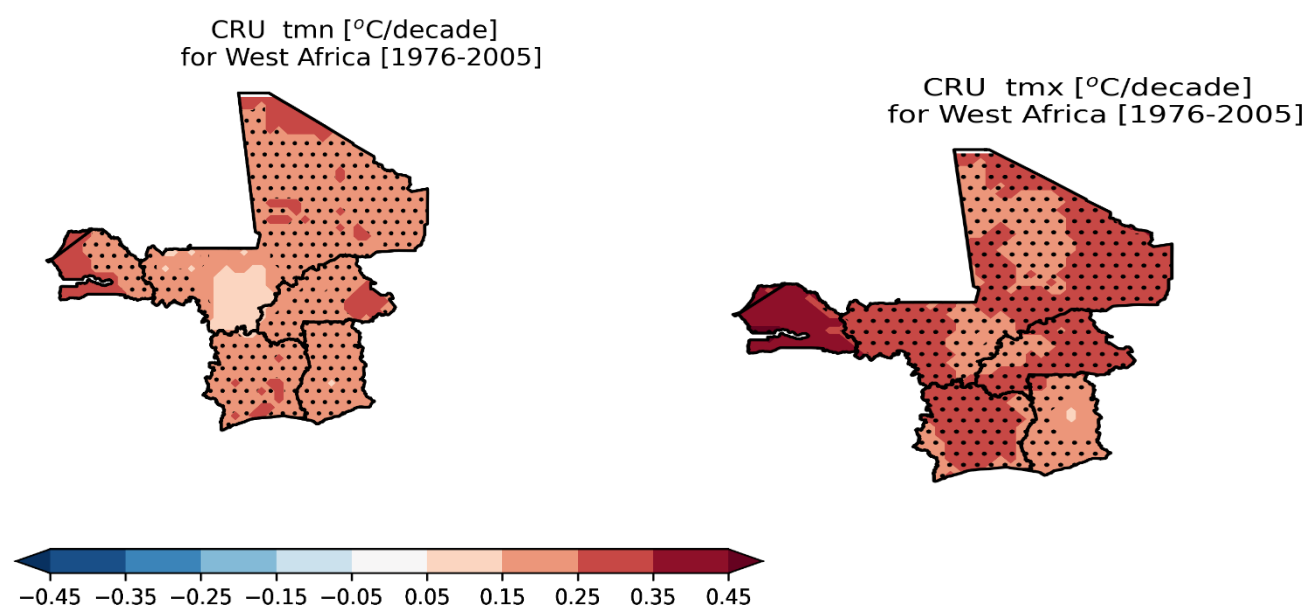 CRU tmn [°C/decade]
for West Africa [1976-2005]
CRU tmx [°C/decade]
for West Africa [1976-2005]
−0.45 −0.35 −0.25 −0.15 −0.05 0.05 0.15 0.25 0.35 0.45